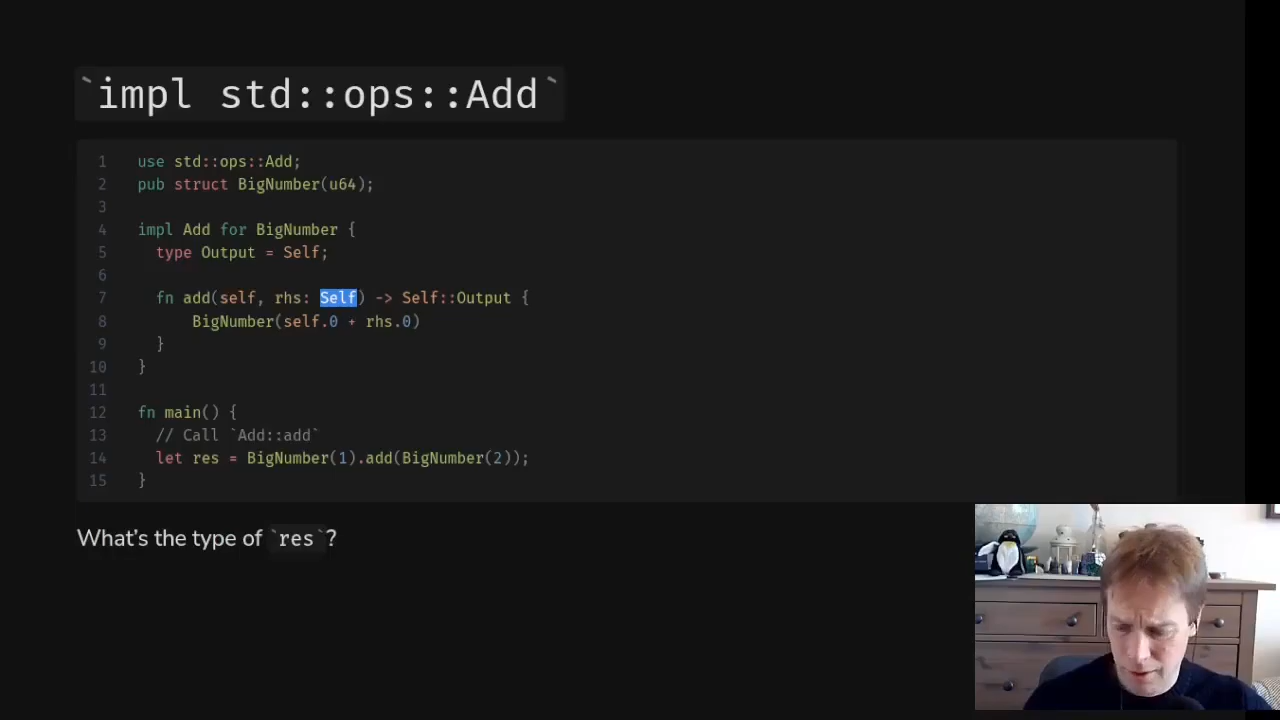 `impl std::ops::Add`
1 use std::ops::Add;
2 pub struct BigNumber(u64);
3
4 impl Add for BigNumber {
5 type Output = Self;
6
7 fn add(self, rhs: Self) -> Self::Output {
8 BigNumber(self.0 + rhs.0)
9 }
10 }
11
12 fn main() {
13 // Call `Add::add`
14 let res = BigNumber(1).add(BigNumber(2));
15 }
What's the type of `res`?